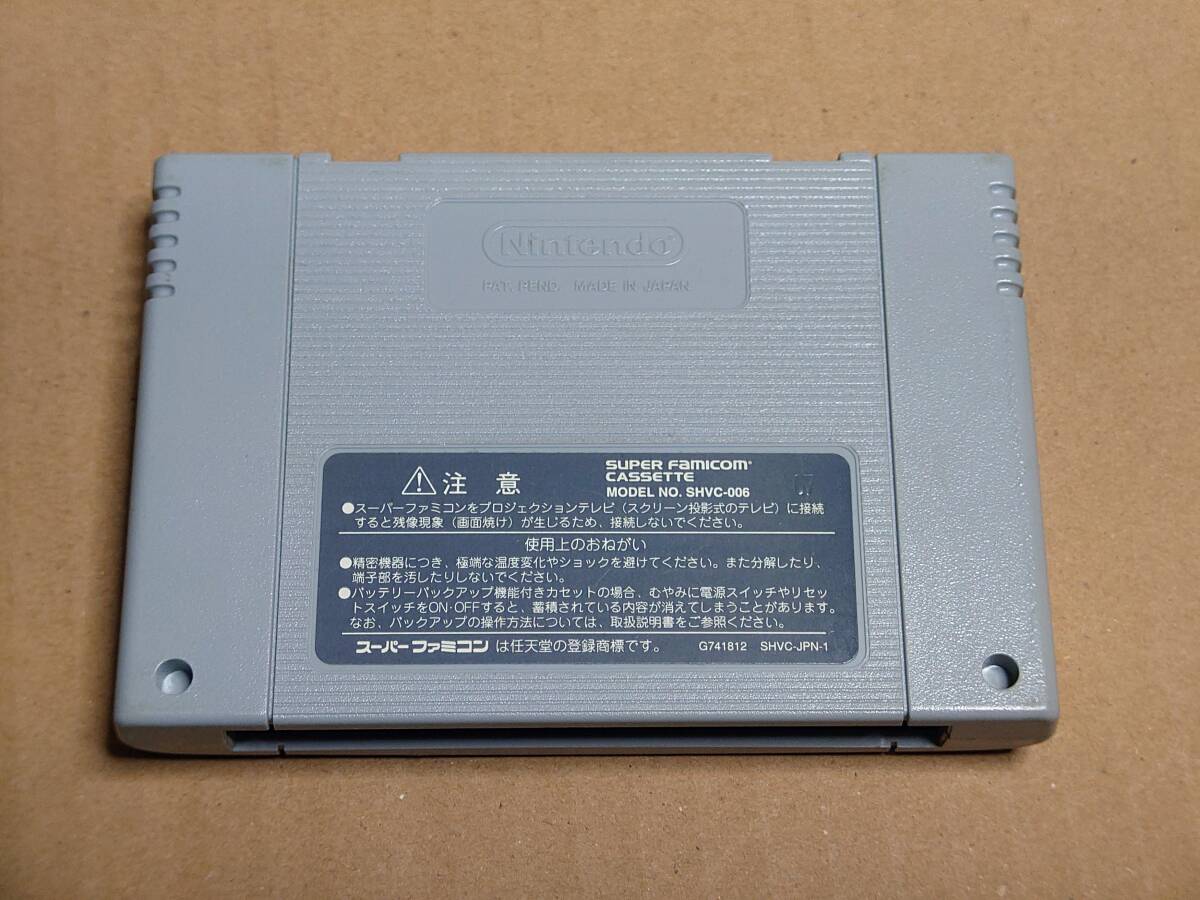 Nintendo
PAT. PEND. MADE IN JAPAN
⚠注意
SUPER FAMICOM
CASSETTE
MODEL NO. SHVC-006
07
●スーパーファミコンをプロジェクションテレビ（スクリーン投影式のテレビ）に接続
すると残像現象（画面焼け）が生じるため、接続しないでください。
使用上のおねがい
●精密機器につき、極端な温度変化やショックを避けてください。また分解したり、
端子部を汚したりしないでください。
●バッテリーバックアップ機能付きカセットの場合、むやみに電源スイッチやリセッ
トスイッチをON・OFFすると、蓄積されている内容が消えてしまうことがあります。
なお、バックアップの操作方法については、取扱説明書をご参照ください。
スーパーファミコンは任天堂の登録商標です。
G741812 SHVC-JPN-1